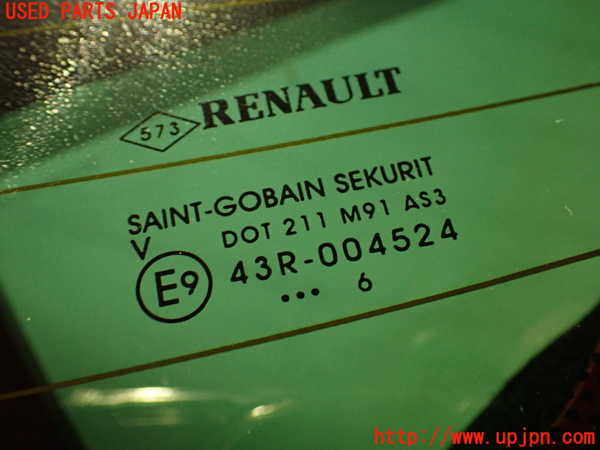 USED PARTS JAPAN
573 RENAULT
SAINT-GOBAIN SEKURIT
V DOT 211 M91 AS3
E9 43R-004524
... 6
http://www.upjpn.com/